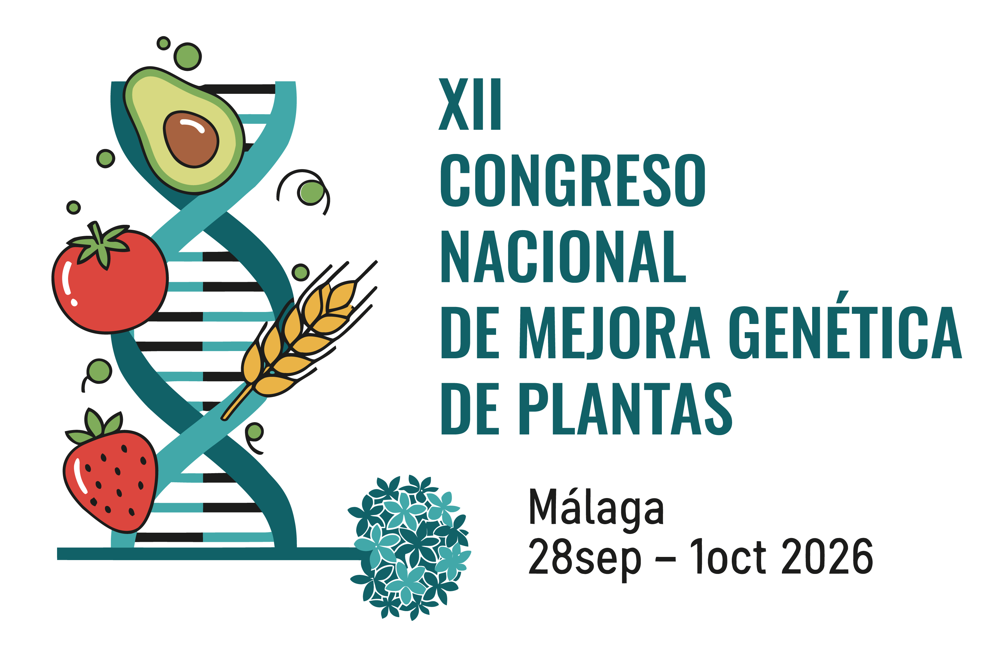 XII
CONGRESO
NACIONAL
DE MEJORA GENÉTICA
DE PLANTAS
Málaga
28sep – 1oct 2026